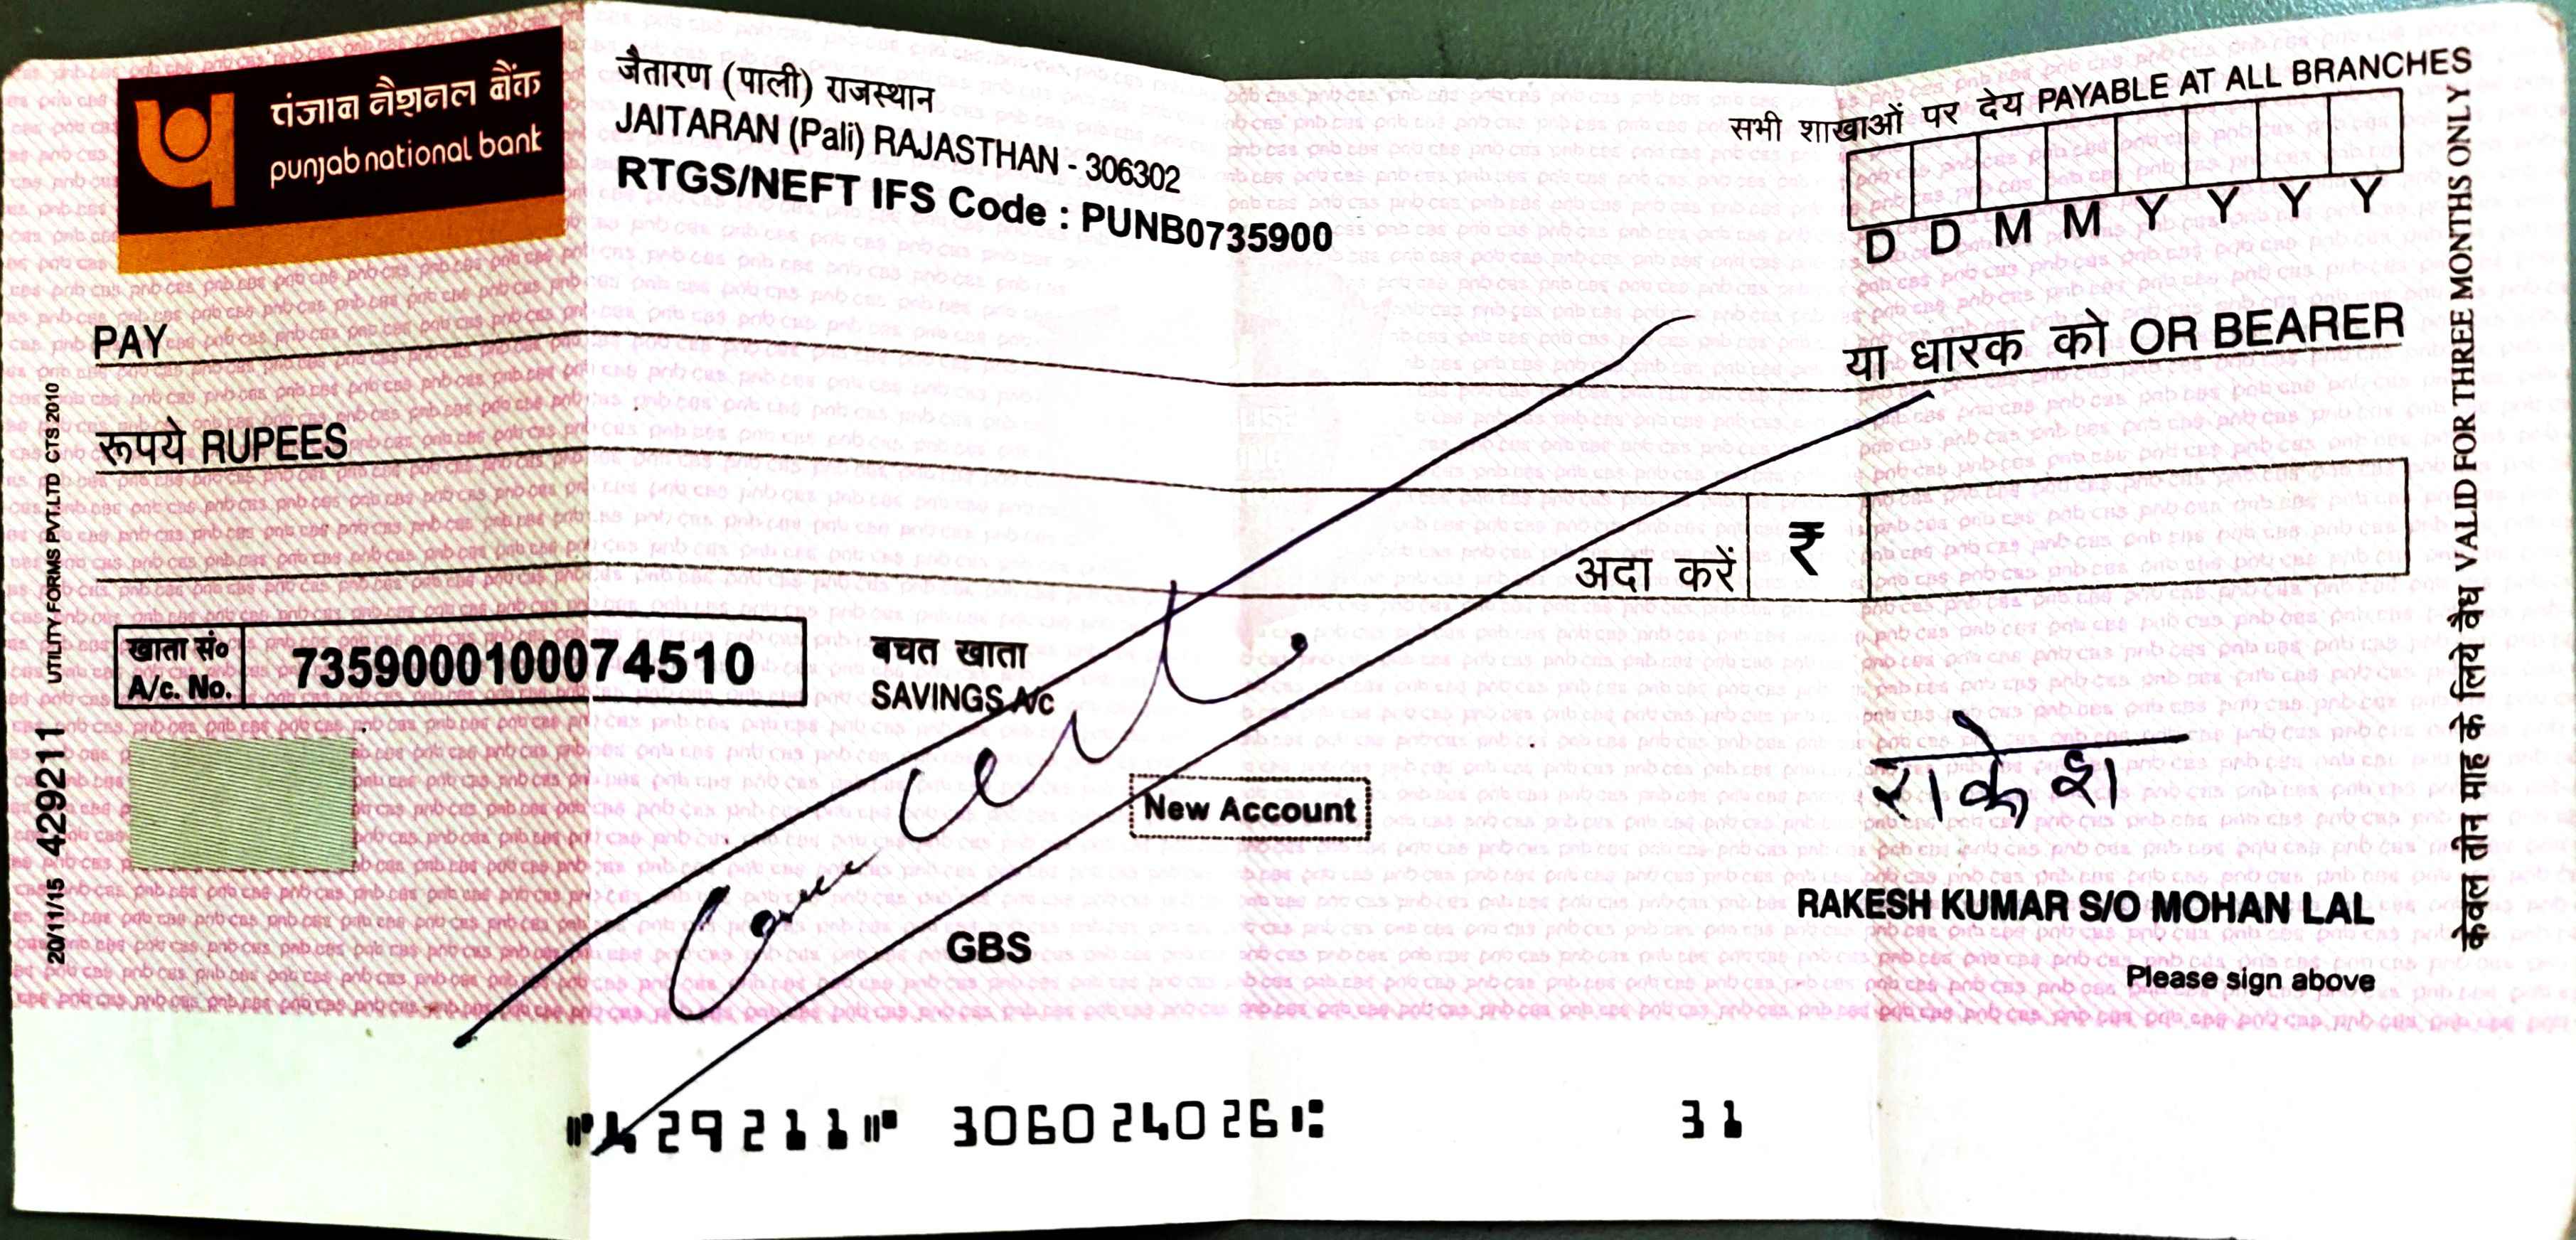 पंजाब नैशनल बैंक
punjab national bank
जैतारण (पाली) राजस्थान
JAITARAN (Pali) RAJASTHAN - 306302
RTGS/NEFT IFS Code : PUNB0735900
सभी शाखाओं पर देय PAYABLE AT ALL BRANCHES
D D M M Y Y Y Y
PAY
या धारक को OR BEARER
रूपये RUPEES
अदा करें ₹
खाता सं०
A/c. No.
7359000100074510
बचत खाता
SAVINGS A/c
New Account
राकेश
GBS
RAKESH KUMAR S/O MOHAN LAL
Please sign above
429211 306024026 31
UTILITY FORMS PVT.LTD CTS 2010
20/11/15 429211
केवल तीन माह के लिये वैध VALID FOR THREE MONTHS ONLY